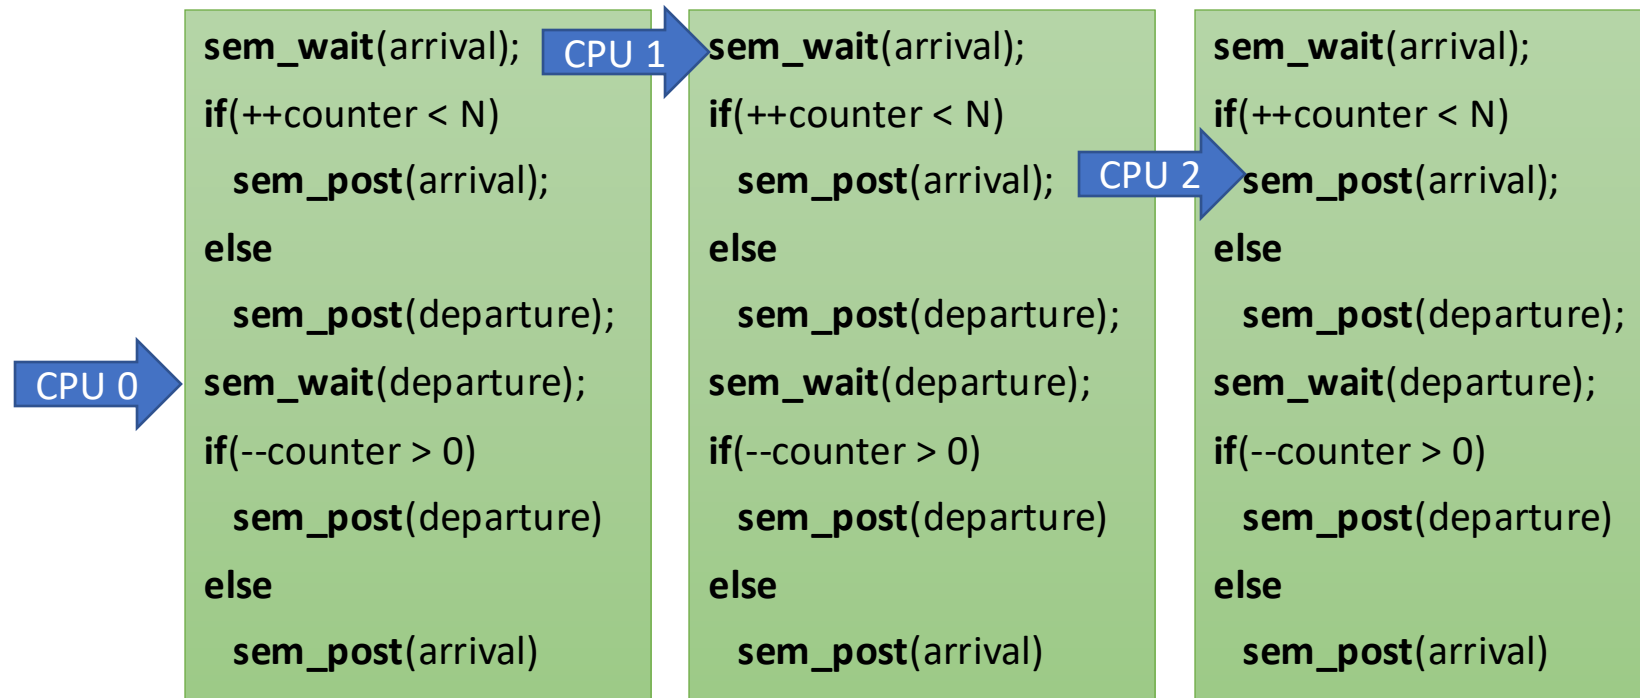 sem_wait(arrival);
if(++counter < N)
sem_post(arrival);
else
sem_post(departure);
sem_wait(departure);
if(--counter > 0)
sem_post(departure)
else
sem_post(arrival)
CPU 0
sem_wait(arrival);
if(++counter < N)
sem_post(arrival);
else
sem_post(departure);
sem_wait(departure);
if(--counter > 0)
sem_post(departure)
else
sem_post(arrival)
CPU 1
sem_wait(arrival);
if(++counter < N)
sem_post(arrival);
else
sem_post(departure);
sem_wait(departure);
if(--counter > 0)
sem_post(departure)
else
sem_post(arrival)
CPU 2